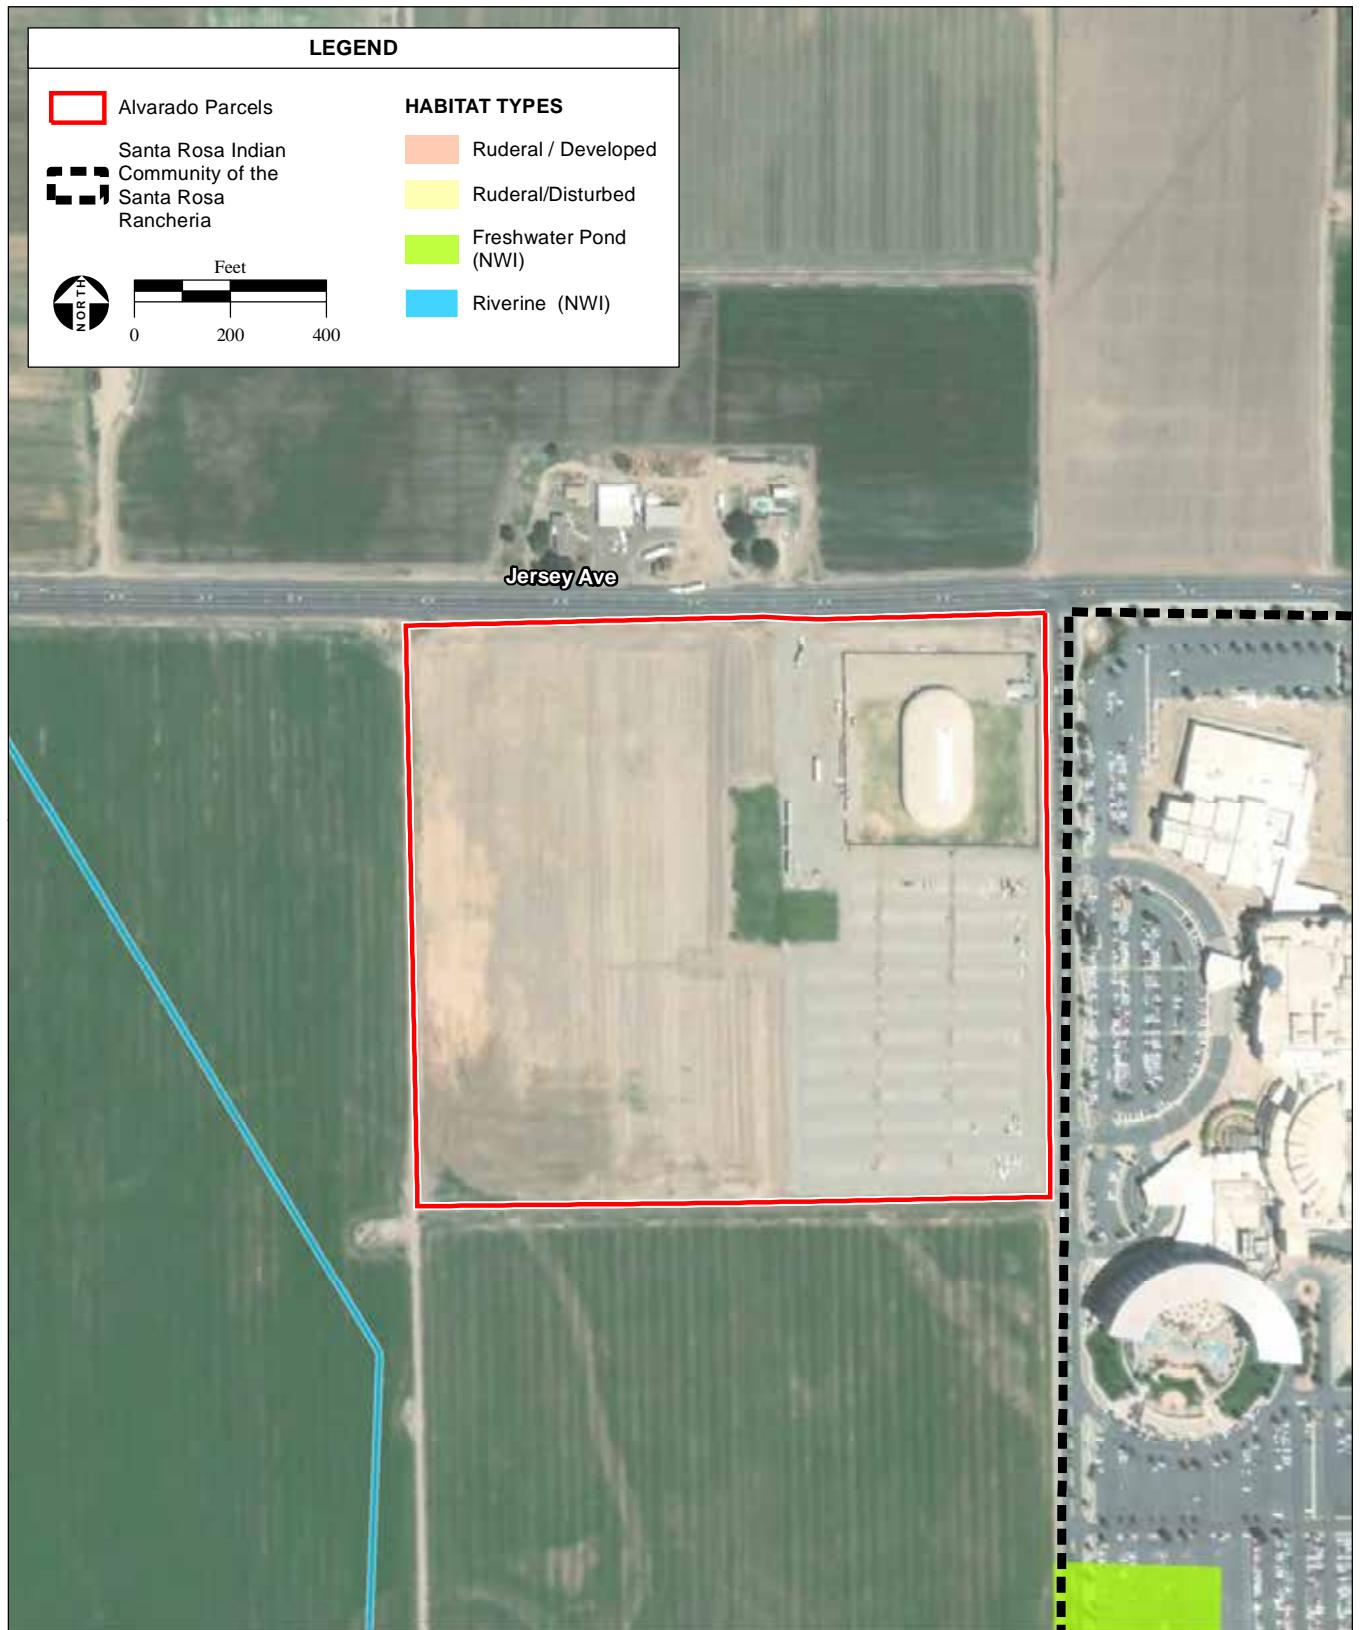 LEGEND
Alvarado Parcels
Santa Rosa Indian
Community of the
Santa Rosa
Rancheria
NORTH
Feet
0 200 400
HABITAT TYPES
Ruderal / Developed
Ruderal/Disturbed
Freshwater Pond
(NWI)
Riverine (NWI)
Jersey Ave